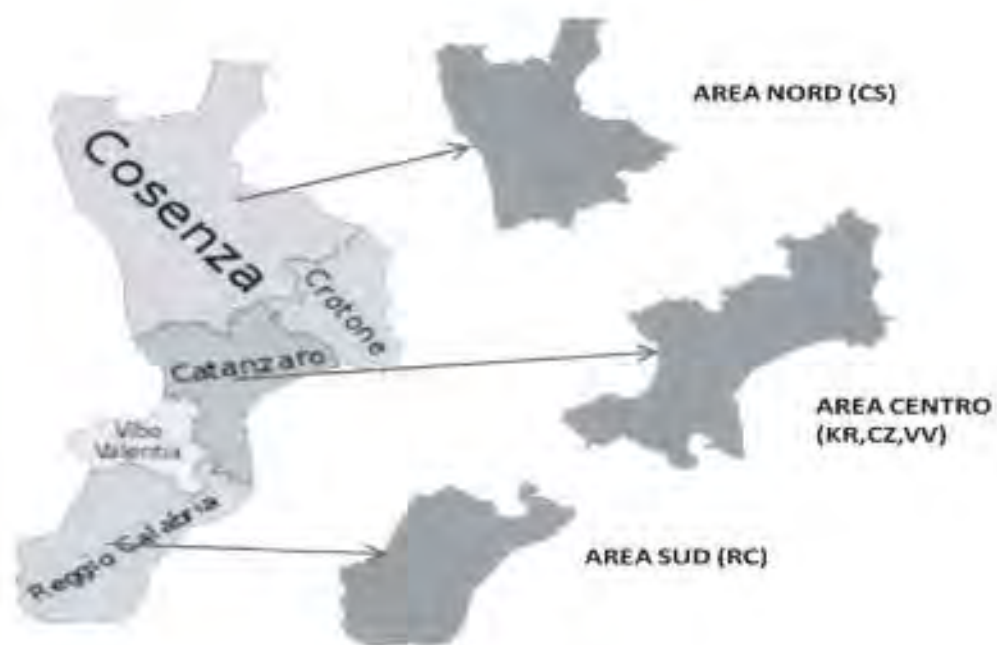 AREA NORD (CS)
Cosenza
Crotone
Catanzaro
AREA CENTRO
(KR,CZ,VV)
Vibo
Valentia
Reggio Calabria
AREA SUD (RC)